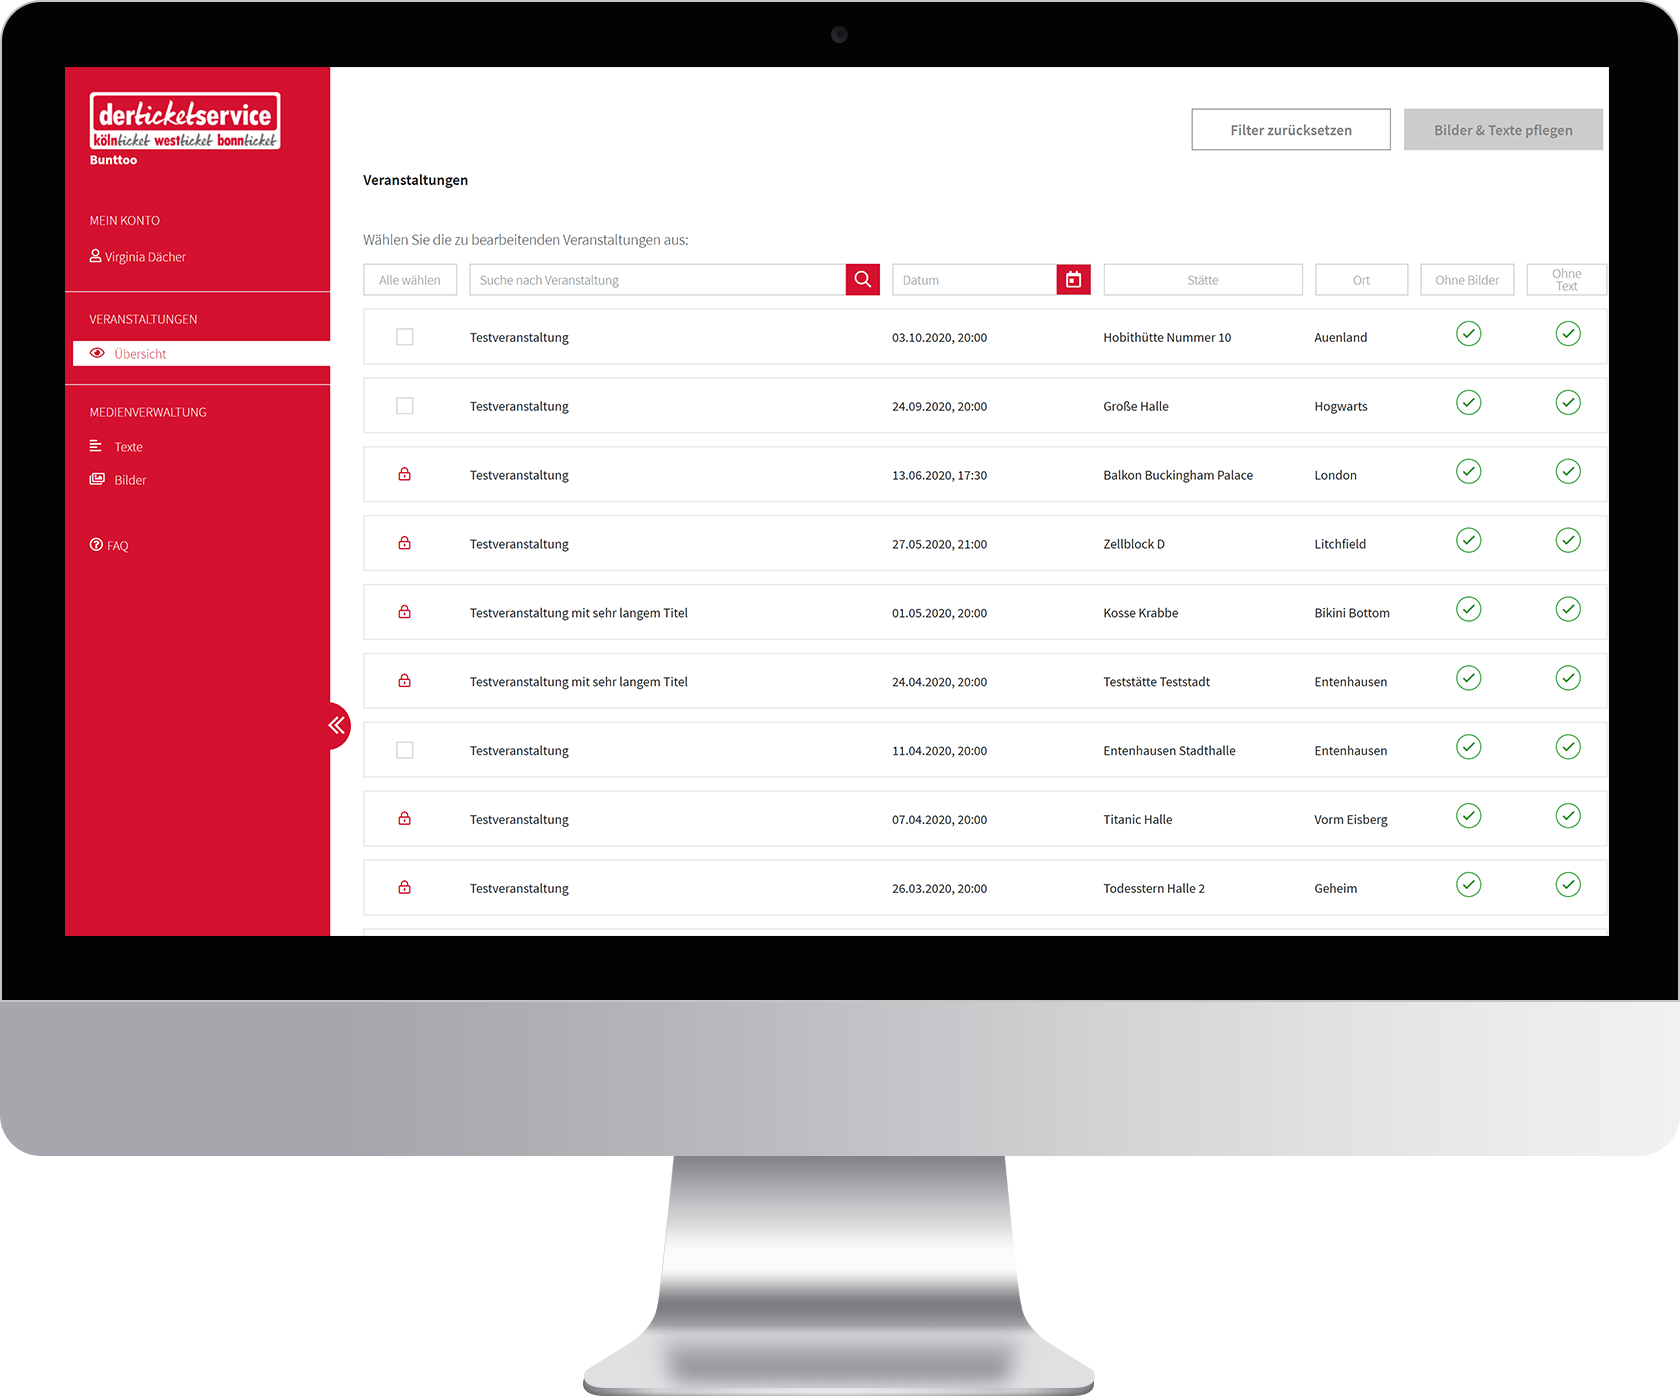 derticketservice
kölnticket westticket bonnticket
Bunttoo
MEIN KONTO
Virginia Dächer
VERANSTALTUNGEN
Übersicht
MEDIENVERWALTUNG
Texte
Bilder
FAQ
Filter zurücksetzen
Bilder & Texte pflegen
Veranstaltungen
Wählen Sie die zu bearbeitenden Veranstaltungen aus:
Alle wählen Suche nach Veranstaltung Datum Stätte Ort Ohne Bilder Ohne Text
Testveranstaltung 03.10.2020, 20:00 Hobithütte Nummer 10 Auenland
Testveranstaltung 24.09.2020, 20:00 Große Halle Hogwarts
Testveranstaltung 13.06.2020, 17:30 Balkon Buckingham Palace London
Testveranstaltung 27.05.2020, 21:00 Zellblock D Litchfield
Testveranstaltung mit sehr langem Titel 01.05.2020, 20:00 Kosse Krabbe Bikini Bottom
Testveranstaltung mit sehr langem Titel 24.04.2020, 20:00 Teststätte Teststadt Entenhausen
Testveranstaltung 11.04.2020, 20:00 Entenhausen Stadthalle Entenhausen
Testveranstaltung 07.04.2020, 20:00 Titanic Halle Vorm Eisberg
Testveranstaltung 26.03.2020, 20:00 Todesstern Halle 2 Geheim